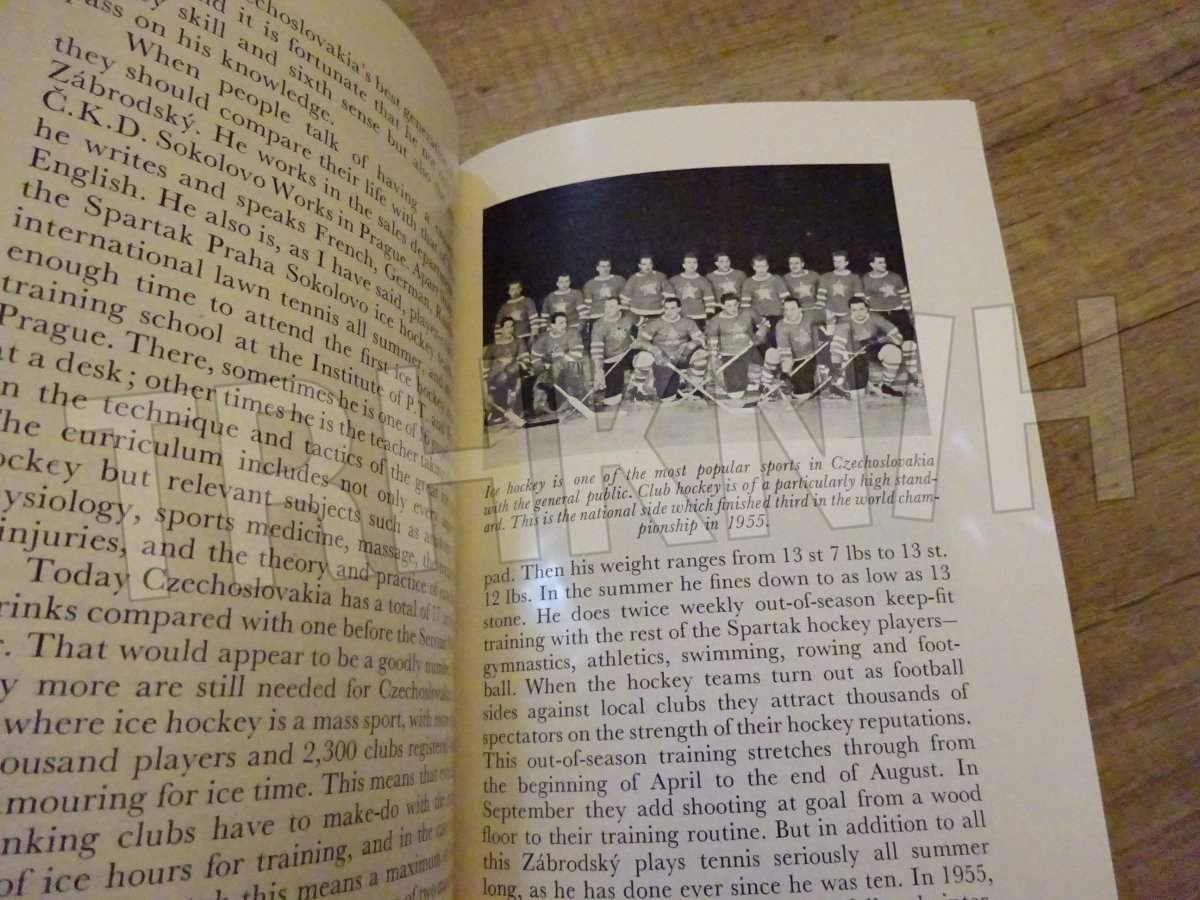 Czechoslovakia's best
and it is fortunate that he not
by skill and sixth sense but also the
pass on his knowledge.
When people talk of having a
they should compare their life with that of
Zábrodský. He works in the sales
Č.K.D. Sokolovo Works in Prague. Apart
he writes and speaks French, German,
English. He also is, as I have said,
the Spartak Praha Sokolovo ice hockey
international lawn tennis all summer, and
enough time to attend the first ice hockey
training school at the Institute of P.T. and
Prague. There, sometimes he is one of 16
at a desk; other times he is the teacher
in the technique and tactics of the great
The curriculum includes not only every
ockey but relevant subjects such as
ysiology, sports medicine, massage, the
injuries, and the theory and practice of
Today Czechoslovakia has a total of 17
rinks compared with one before the Second
r. That would appear to be a goodly
y more are still needed for
where ice hockey is a mass sport, with
ousand players and 2,300 clubs
mouring for ice time. This means that
nking clubs have to make-do with the
of ice hours for training, and in the
this means a maximum
of two
Ice hockey is one of the most popular sports in Czechoslovakia
with the general public. Club hockey is of a particularly high stand-
ard. This is the national side which finished third in the world cham-
pionship in 1955.
pad. Then his weight ranges from 13 st 7 lbs to 13 st.
12 lbs. In the summer he fines down to as low as 13
stone. He does twice weekly out-of-season keep-fit
training with the rest of the Spartak hockey players—
gymnastics, athletics, swimming, rowing and foot-
ball. When the hockey teams turn out as football
sides against local clubs they attract thousands of
spectators on the strength of their hockey reputations.
This out-of-season training stretches through from
the beginning of April to the end of August. In
September they add shooting at goal from a wood
floor to their training routine. But in addition to all
this Zábrodský plays tennis seriously all summer
long, as he has done ever since he was ten. In 1955,
TRHKNIH